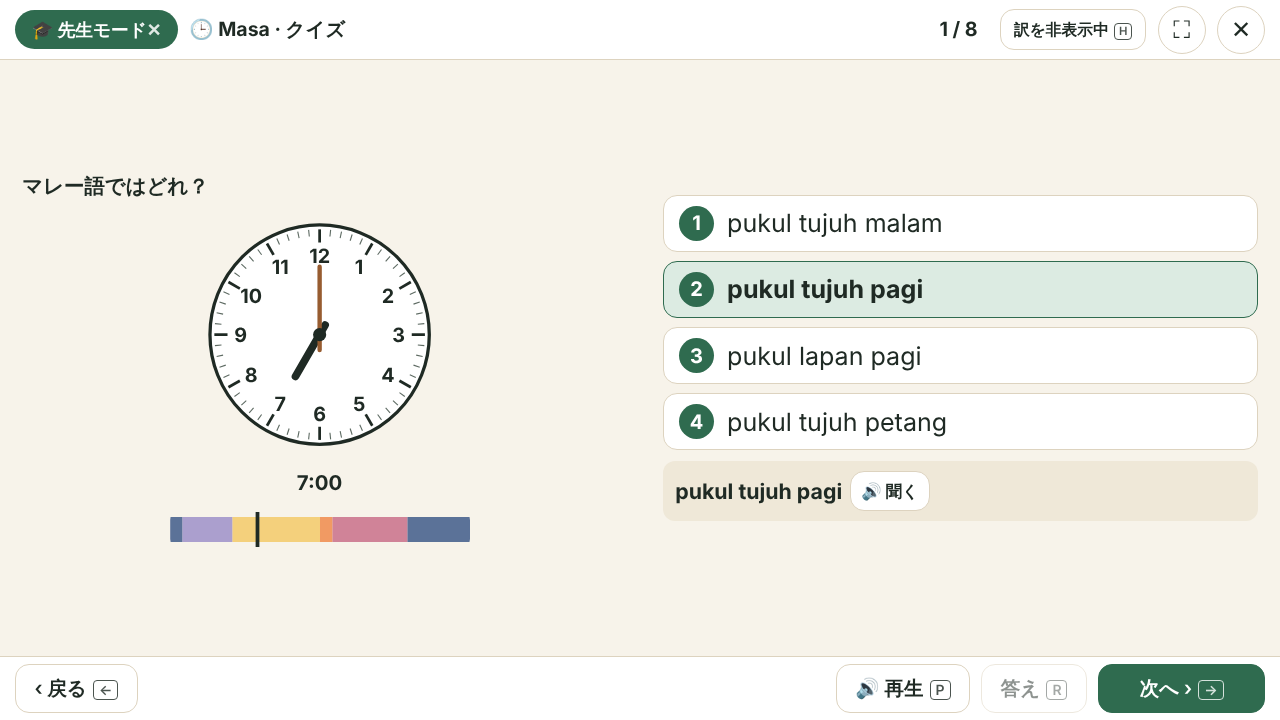 🎓 先生モード✕
🕒 Masa · クイズ
1 / 8
訳を非表示中 H
✕
マレー語ではどれ？
12
1
2
3
4
5
6
7
8
9
10
11
7:00
1 pukul tujuh malam
2 pukul tujuh pagi
3 pukul lapan pagi
4 pukul tujuh petang
pukul tujuh pagi 🔊 聞く
‹ 戻る ←
🔊 再生 P
答え R
次へ › →